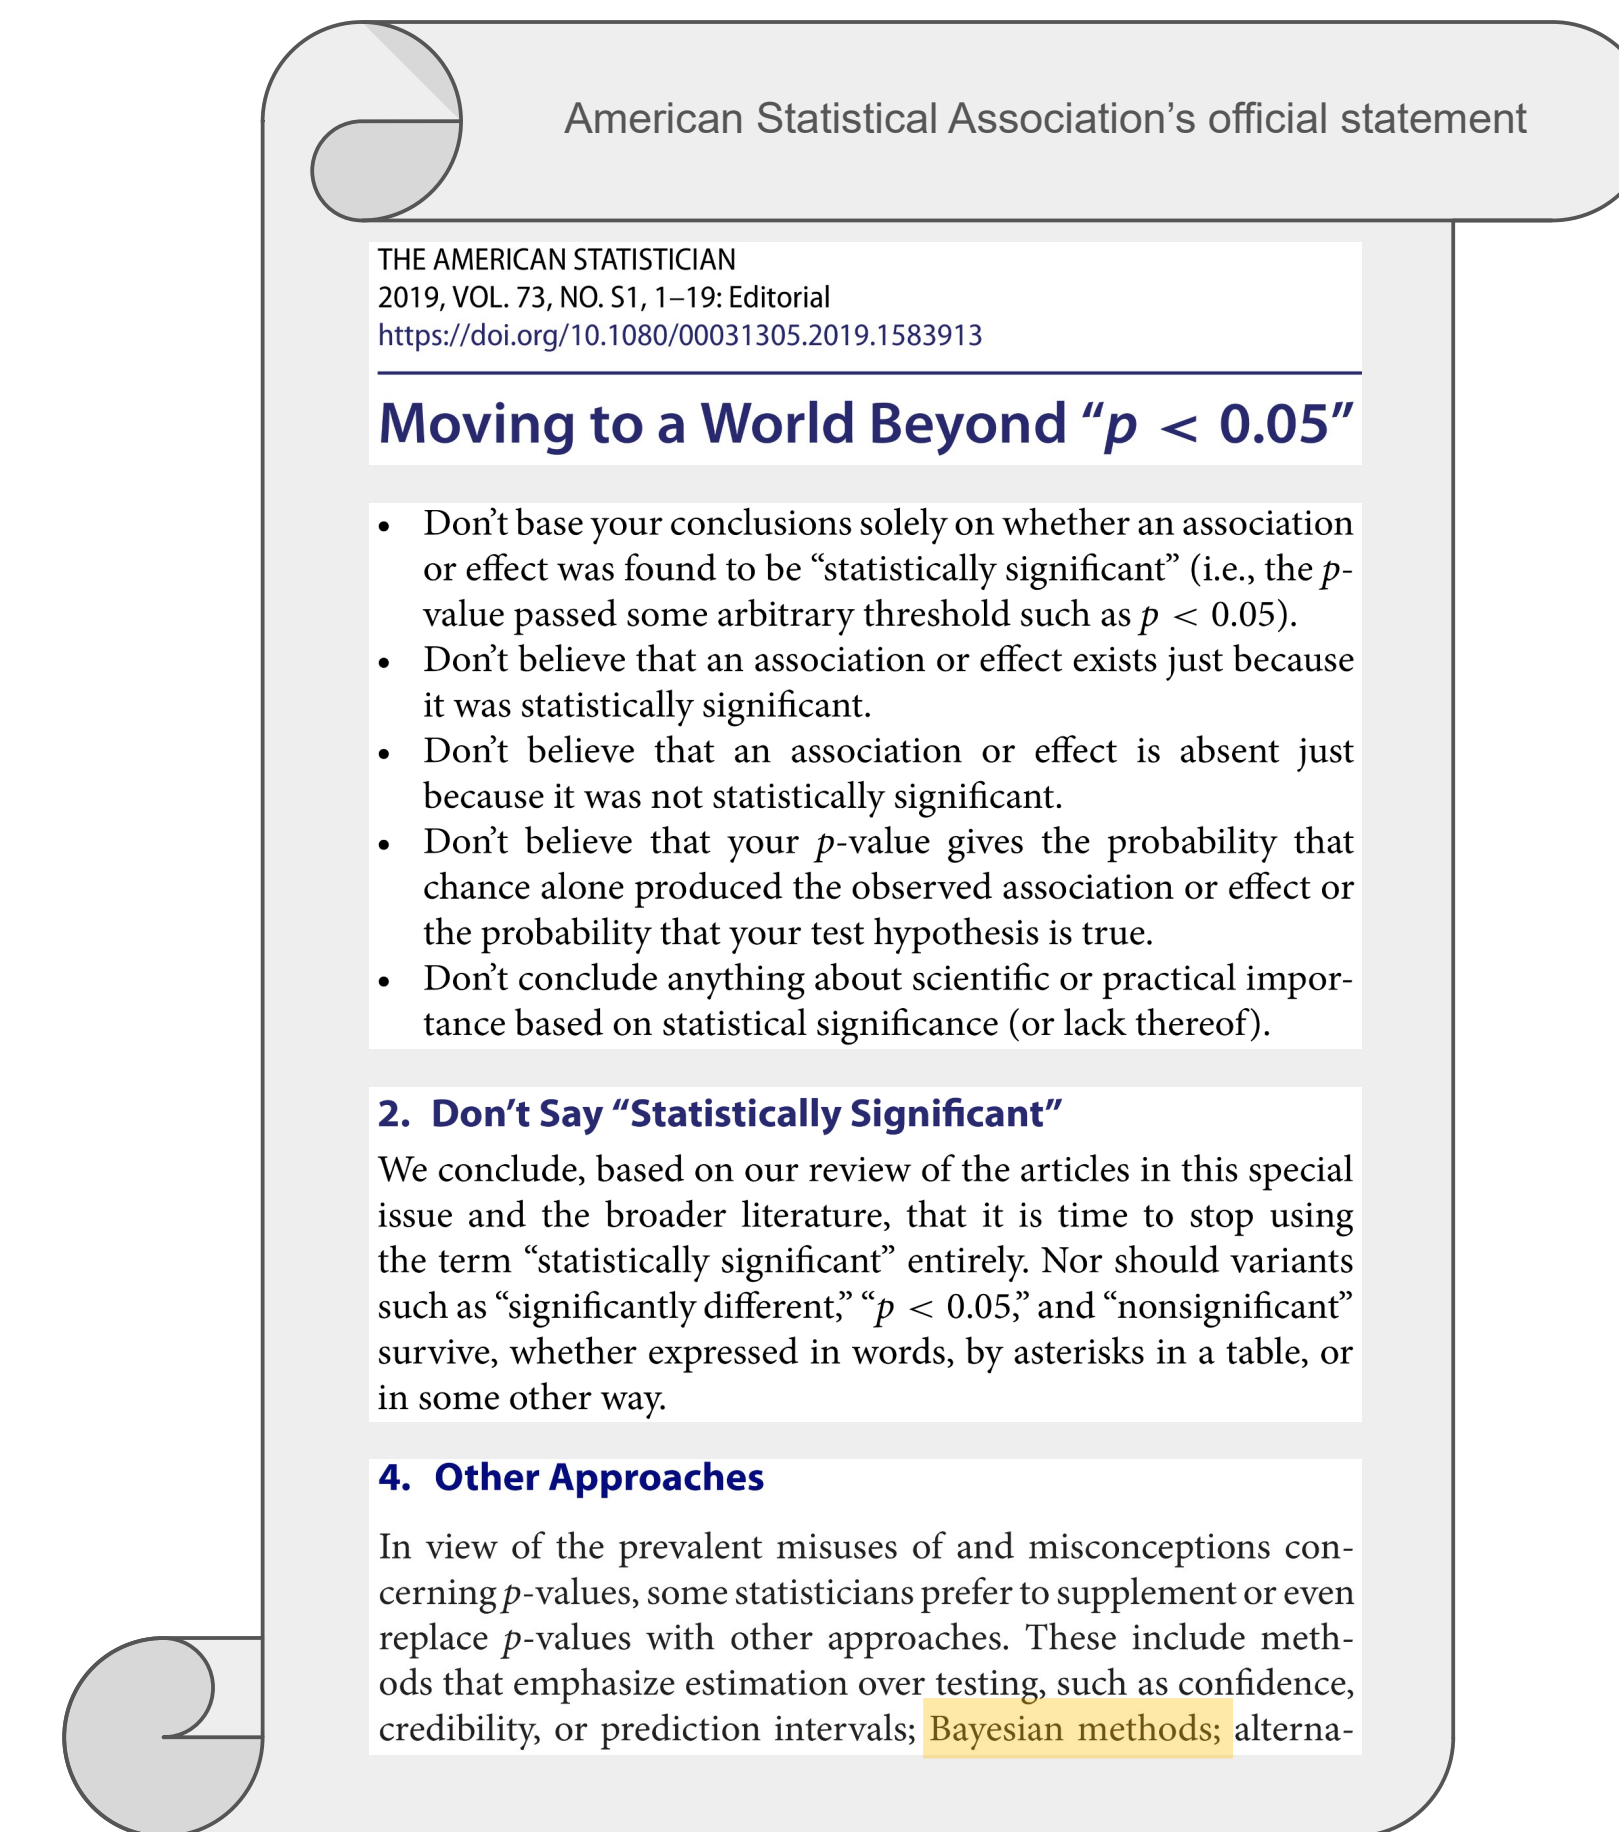 American Statistical Association’s official statement
THE AMERICAN STATISTICIAN
2019, VOL. 73, NO. S1, 1–19: Editorial
https://doi.org/10.1080/00031305.2019.1583913
Moving to a World Beyond “p < 0.05”
• Don’t base your conclusions solely on whether an association
or effect was found to be “statistically significant” (i.e., the p-
value passed some arbitrary threshold such as p < 0.05).
• Don’t believe that an association or effect exists just because
it was statistically significant.
• Don’t believe that an association or effect is absent just
because it was not statistically significant.
• Don’t believe that your p-value gives the probability that
chance alone produced the observed association or effect or
the probability that your test hypothesis is true.
• Don’t conclude anything about scientific or practical impor-
tance based on statistical significance (or lack thereof).
2. Don’t Say “Statistically Significant”
We conclude, based on our review of the articles in this special
issue and the broader literature, that it is time to stop using
the term “statistically significant” entirely. Nor should variants
such as “significantly different,” “p < 0.05,” and “nonsignificant”
survive, whether expressed in words, by asterisks in a table, or
in some other way.
4. Other Approaches
In view of the prevalent misuses of and misconceptions con-
cerning p-values, some statisticians prefer to supplement or even
replace p-values with other approaches. These include meth-
ods that emphasize estimation over testing, such as confidence,
credibility, or prediction intervals; Bayesian methods; alterna-